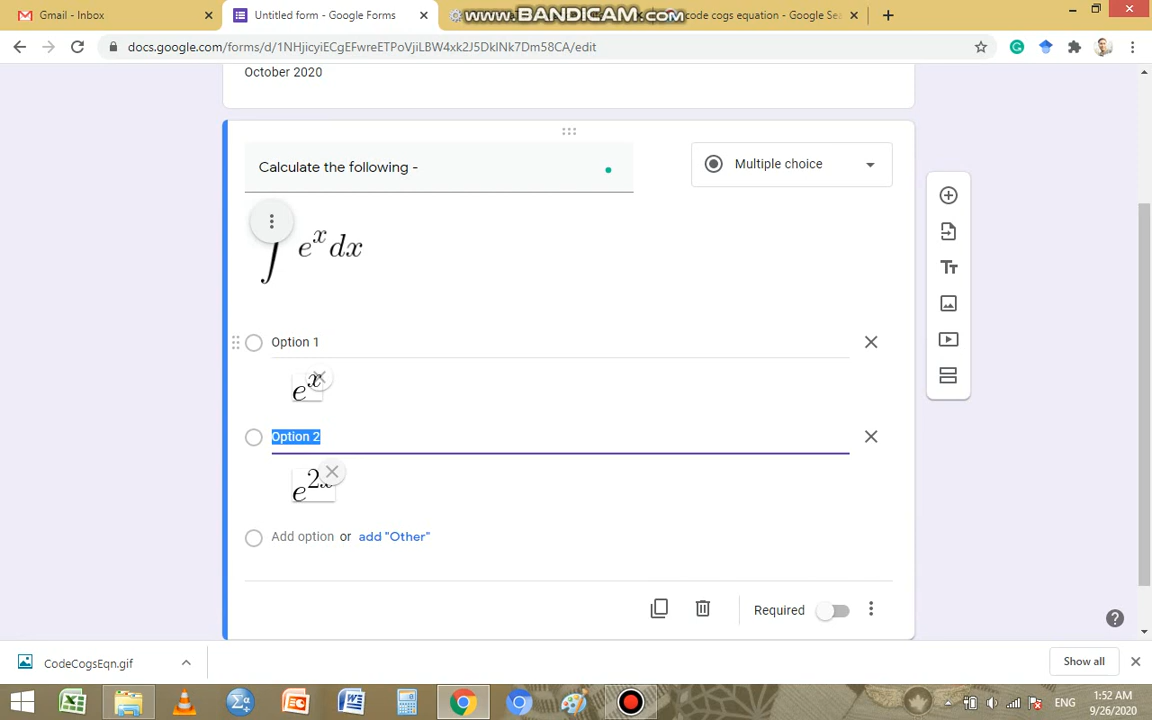 Gmail - Inbox
Untitled form - Google Forms
www.BANDICAM.com
code cogs equation - Google Sea
docs.google.com/forms/d/1NHjicyiECgEFwreETPoVjiLBW4xk2J5DkINk7Dm58CA/edit
October 2020
Calculate the following -
Multiple choice
∫ e^x dx
Option 1
e^x
Option 2
e^2x
Add option or add "Other"
Required
CodeCogsEqn.gif
Show all
ENG
1:52 AM
9/26/2020